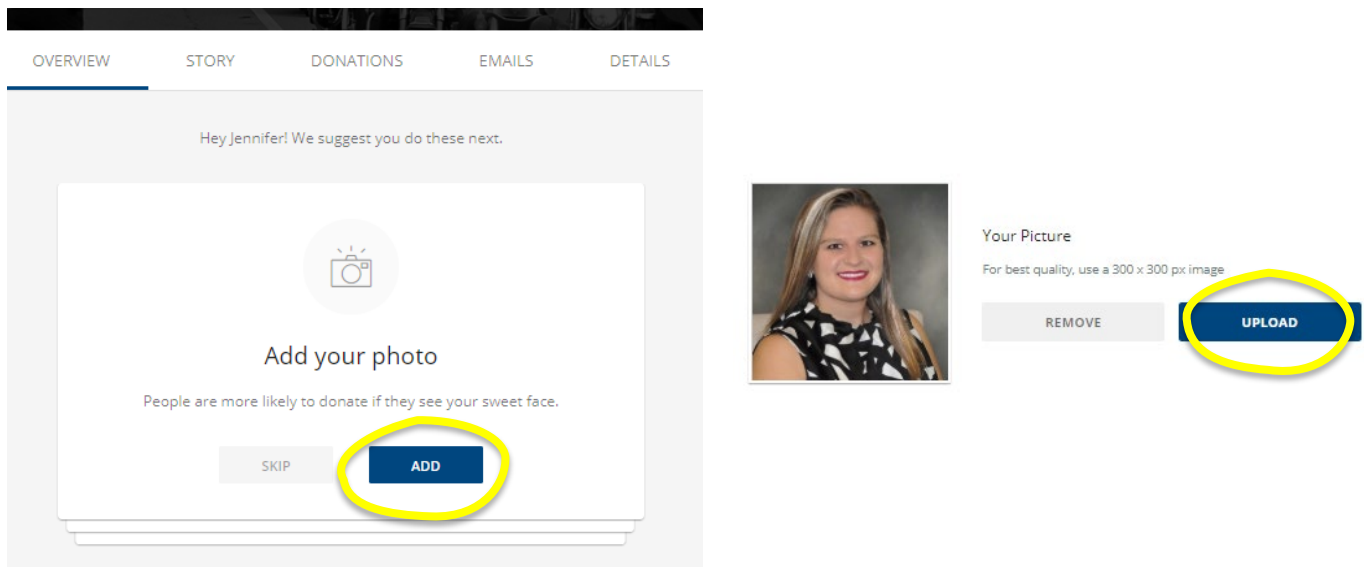 OVERVIEW STORY DONATIONS EMAILS DETAILS
Hey Jennifer! We suggest you do these next.
Add your photo
People are more likely to donate if they see your sweet face.
SKIP ADD
Your Picture
For best quality, use a 300 x 300 px image
REMOVE UPLOAD